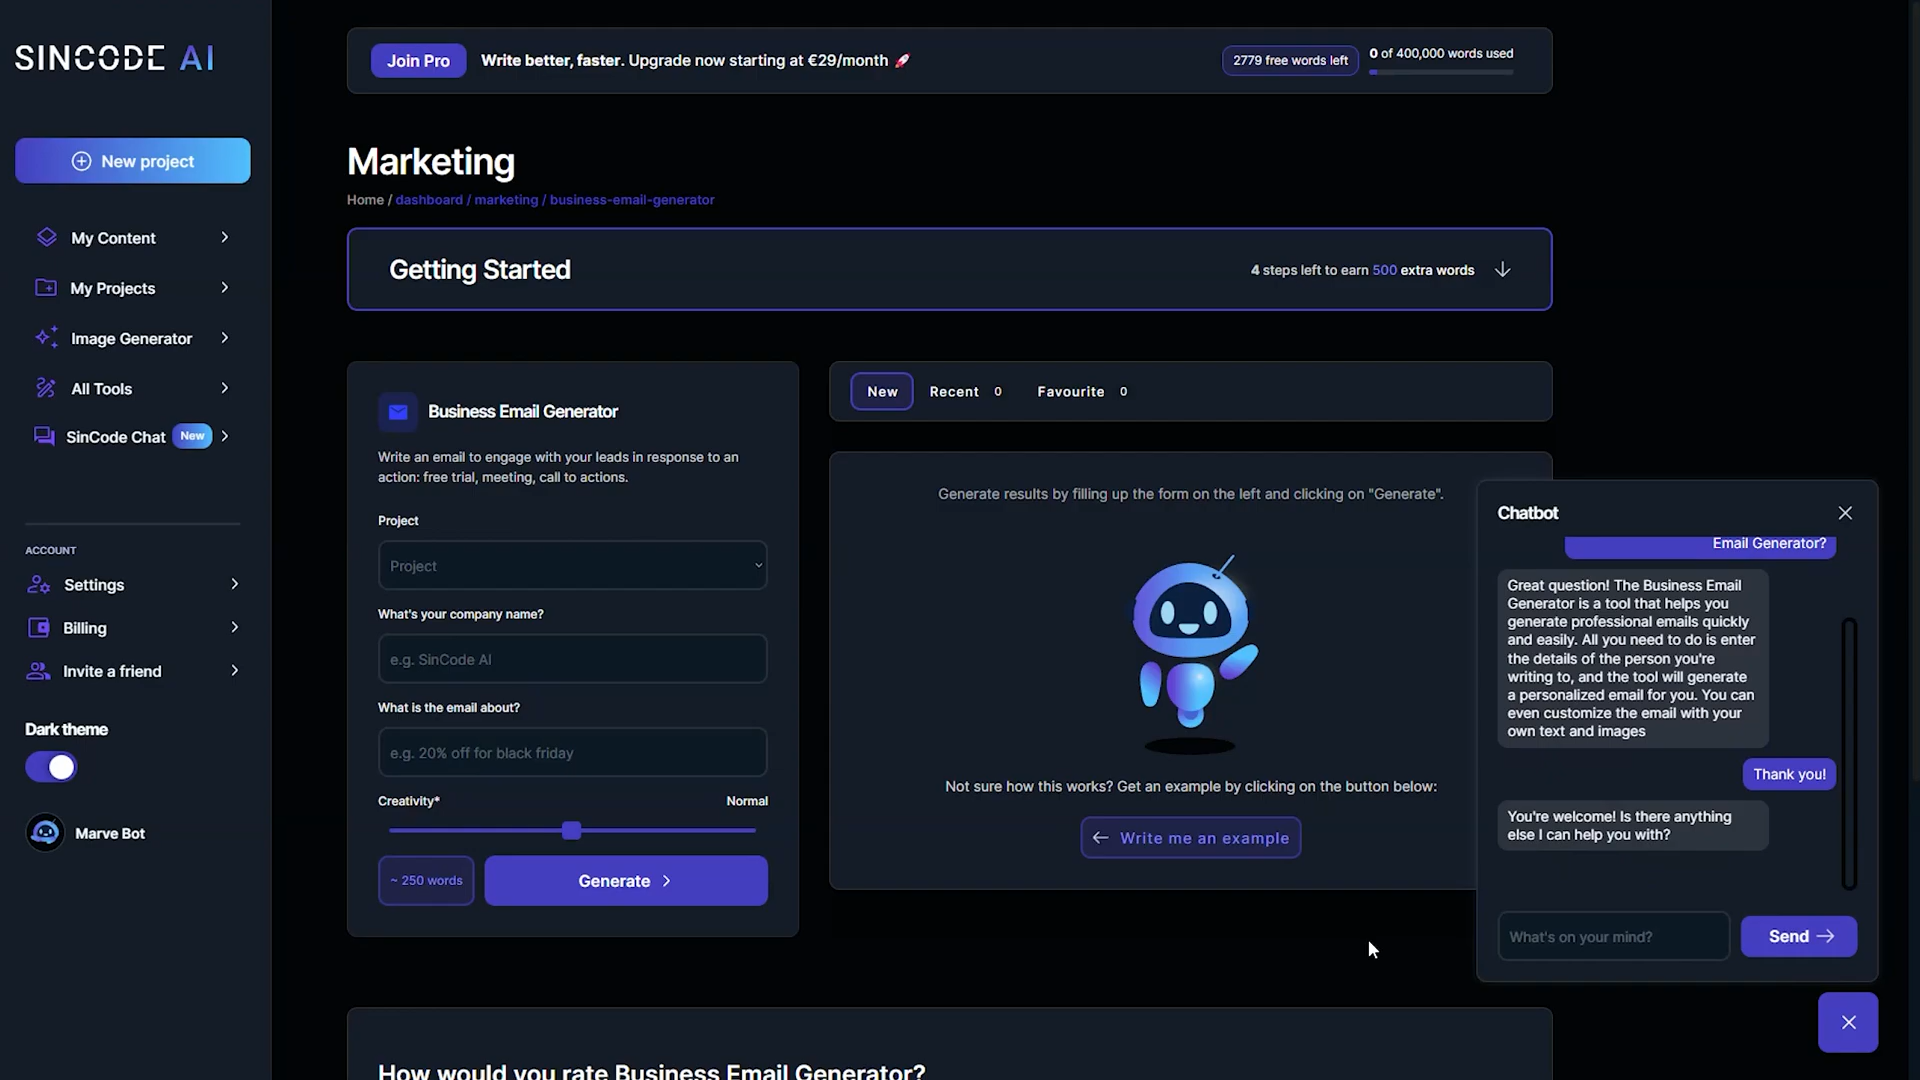 SINCODE AI
New project
My Content
My Projects
Image Generator
All Tools
SinCode Chat New
ACCOUNT
Settings
Billing
Invite a friend
Dark theme
Marve Bot
Join Pro
Write better, faster. Upgrade now starting at €29/month
2779 free words left
0 of 400,000 words used
Marketing
Home / dashboard / marketing / business-email-generator
Getting Started
4 steps left to earn 500 extra words
Business Email Generator
Write an email to engage with your leads in response to an
action: free trial, meeting, call to actions.
Project
Project
What's your company name?
e.g. SinCode AI
What is the email about?
e.g. 20% off for black friday
Creativity*
Normal
~ 250 words
Generate
New
Recent 0
Favourite 0
Generate results by filling up the form on the left and clicking on "Generate".
Not sure how this works? Get an example by clicking on the button below:
Write me an example
How would you rate Business Email Generator?
Chatbot
Email Generator?
Great question! The Business Email
Generator is a tool that helps you
generate professional emails quickly
and easily. All you need to do is enter
the details of the person you're
writing to, and the tool will generate
a personalized email for you. You can
even customize the email with your
own text and images
Thank you!
You're welcome! Is there anything
else I can help you with?
What's on your mind?
Send